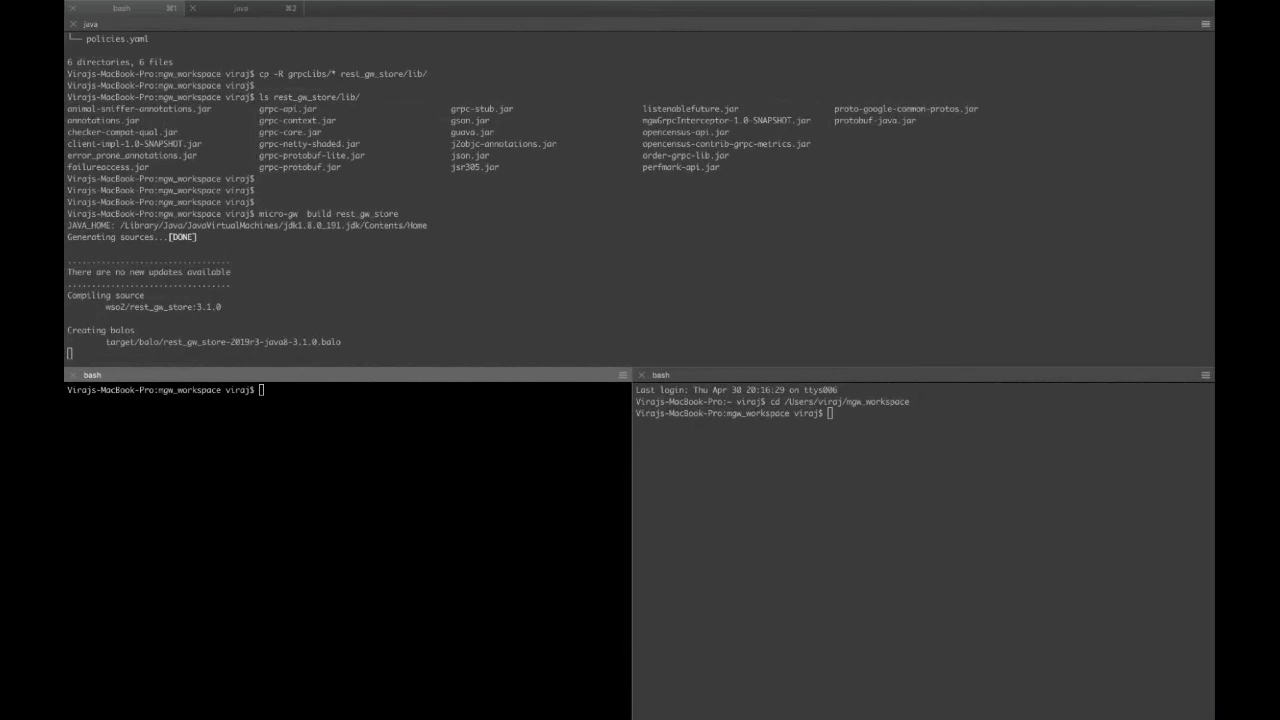 bash ⌘1 java ⌘2
java
└─ policies.yaml
6 directories, 6 files
Virajs-MacBook-Pro:mgw_workspace viraj$ cp -R grpcLibs/* rest_gw_store/lib/
Virajs-MacBook-Pro:mgw_workspace viraj$
Virajs-MacBook-Pro:mgw_workspace viraj$ ls rest_gw_store/lib/
animal-sniffer-annotations.jar grpc-api.jar grpc-stub.jar listenablefuture.jar proto-google-common-protos.jar
annotations.jar grpc-context.jar gson.jar mgwGrpcInterceptor-1.0-SNAPSHOT.jar protobuf-java.jar
checker-compat-qual.jar grpc-core.jar guava.jar opencensus-api.jar
client-impl-1.0-SNAPSHOT.jar grpc-netty-shaded.jar j2objc-annotations.jar opencensus-contrib-grpc-metrics.jar
error_prone_annotations.jar grpc-protobuf-lite.jar json.jar order-grpc-lib.jar
failureaccess.jar grpc-protobuf.jar jsr305.jar perfmark-api.jar
Virajs-MacBook-Pro:mgw_workspace viraj$
Virajs-MacBook-Pro:mgw_workspace viraj$
Virajs-MacBook-Pro:mgw_workspace viraj$
Virajs-MacBook-Pro:mgw_workspace viraj$ micro-gw  build rest_gw_store
JAVA_HOME: /Library/Java/JavaVirtualMachines/jdk1.8.0_191.jdk/Contents/Home
Generating sources...[DONE]
..................................
There are no new updates available
..................................
Compiling source
wso2/rest_gw_store:3.1.0
Creating balos
target/balo/rest_gw_store-2019r3-java8-3.1.0.balo
bash
Virajs-MacBook-Pro:mgw_workspace viraj$
bash
Last login: Thu Apr 30 20:16:29 on ttys006
Virajs-MacBook-Pro:~ viraj$ cd /Users/viraj/mgw_workspace
Virajs-MacBook-Pro:mgw_workspace viraj$